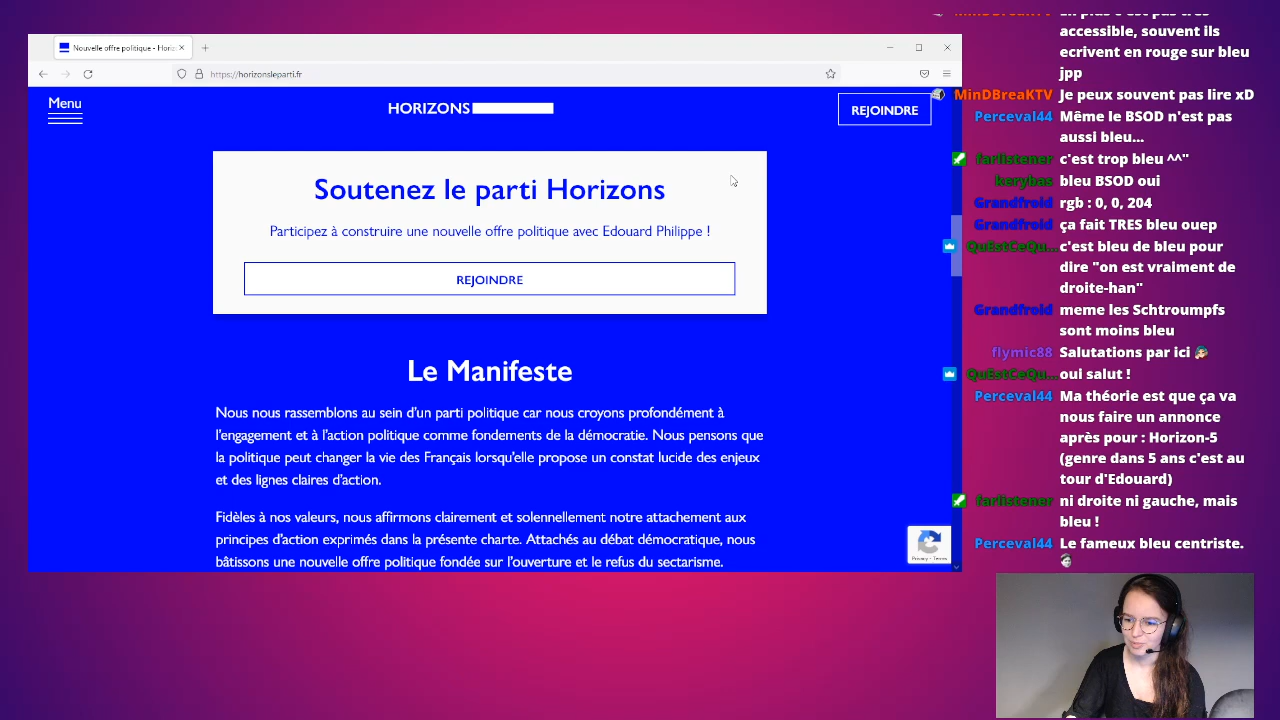 Nouvelle offre politique - Horiz
https://horizonsleparti.fr
Menu
HORIZONS
REJOINDRE
Soutenez le parti Horizons
Participez à construire une nouvelle offre politique avec Edouard Philippe !
REJOINDRE
Le Manifeste
Nous nous rassemblons au sein d'un parti politique car nous croyons profondément à
l'engagement et à l'action politique comme fondements de la démocratie. Nous pensons que
la politique peut changer la vie des Français lorsqu'elle propose un constat lucide des enjeux
et des lignes claires d'action.
Fidèles à nos valeurs, nous affirmons clairement et solennellement notre attachement aux
principes d'action exprimés dans la présente charte. Attachés au débat démocratique, nous
bâtissons une nouvelle offre politique fondée sur l'ouverture et le refus du sectarisme.
Privacy - Terms
accessible, souvent ils
ecrivent en rouge sur bleu
jpp
MinDBreaKTV Je peux souvent pas lire xD
Perceval44 Même le BSOD n'est pas
aussi bleu...
farlistener c'est trop bleu ^^"
kerybas bleu BSOD oui
Grandfroid rgb : 0, 0, 204
Grandfroid ça fait TRES bleu ouep
QuEstCeQu... c'est bleu de bleu pour
dire "on est vraiment de
droite-han"
Grandfroid meme les Schtroumpfs
sont moins bleu
flymic88 Salutations par ici
QuEstCeQu... oui salut !
Perceval44 Ma théorie est que ça va
nous faire un annonce
après pour : Horizon-5
(genre dans 5 ans c'est au
tour d'Edouard)
farlistener ni droite ni gauche, mais
bleu !
Perceval44 Le fameux bleu centriste.